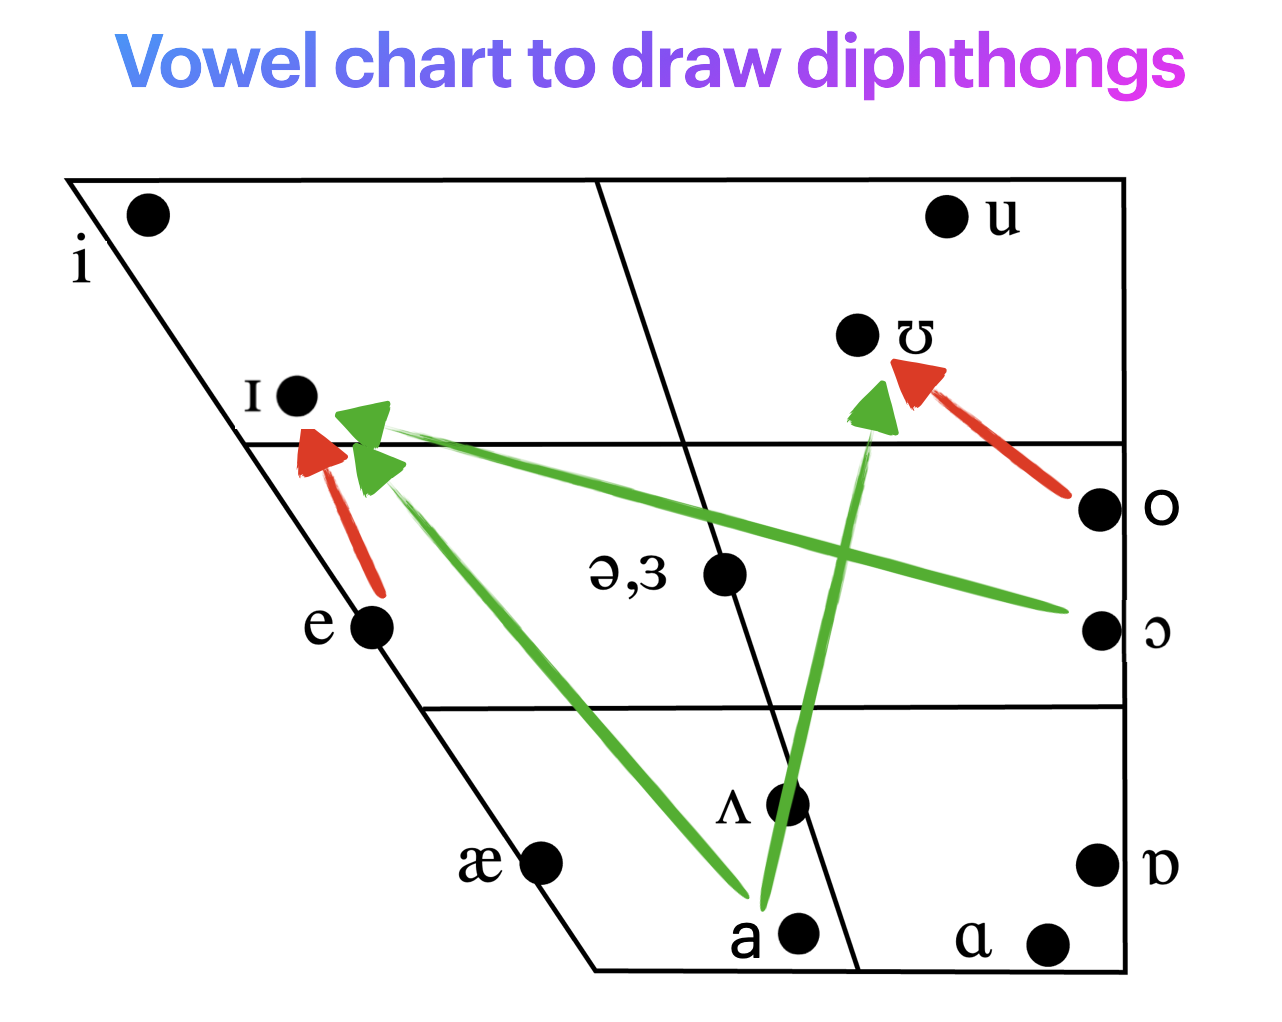 Vowel chart to draw diphthongs
i
u
ʊ
ɪ
o
ə,ɜ
e
ɔ
ʌ
æ
ɒ
a
ɑ